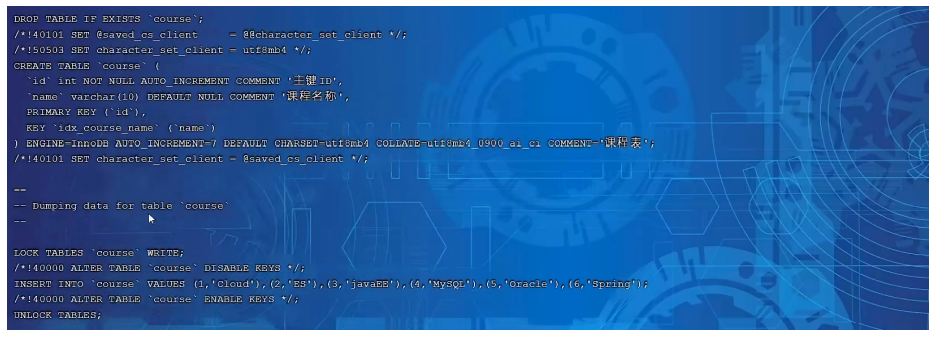 DROP TABLE IF EXISTS `course`;
/*!40101 SET @saved_cs_client     = @@character_set_client */;
/*!50503 SET character_set_client = utf8mb4 */;
CREATE TABLE `course` (
  `id` int NOT NULL AUTO_INCREMENT COMMENT '主键ID',
  `name` varchar(10) DEFAULT NULL COMMENT '课程名称',
  PRIMARY KEY (`id`),
  KEY `idx_course_name` (`name`)
) ENGINE=InnoDB AUTO_INCREMENT=7 DEFAULT CHARSET=utf8mb4 COLLATE=utf8mb4_0900_ai_ci COMMENT='课程表';
/*!40101 SET character_set_client = @saved_cs_client */;
--
-- Dumping data for table `course`
--
LOCK TABLES `course` WRITE;
/*!40000 ALTER TABLE `course` DISABLE KEYS */;
INSERT INTO `course` VALUES (1,'Cloud'),(2,'ES'),(3,'javaEE'),(4,'MySQL'),(5,'Oracle'),(6,'Spring');
/*!40000 ALTER TABLE `course` ENABLE KEYS */;
UNLOCK TABLES;